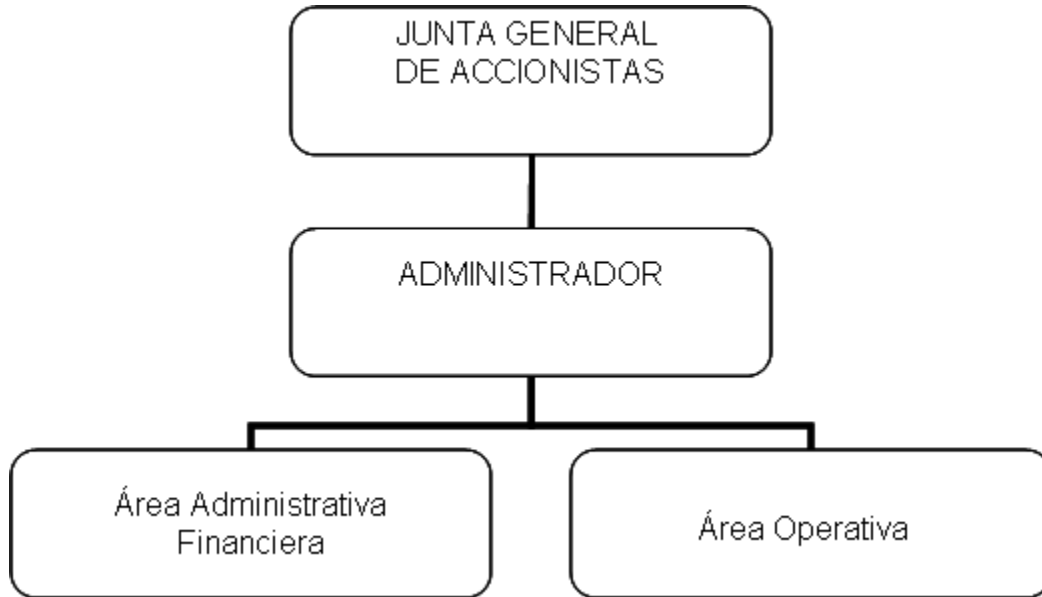 JUNTA GENERAL
DE ACCIONISTAS
ADMINISTRADOR
Área Administrativa
Financiera
Área Operativa